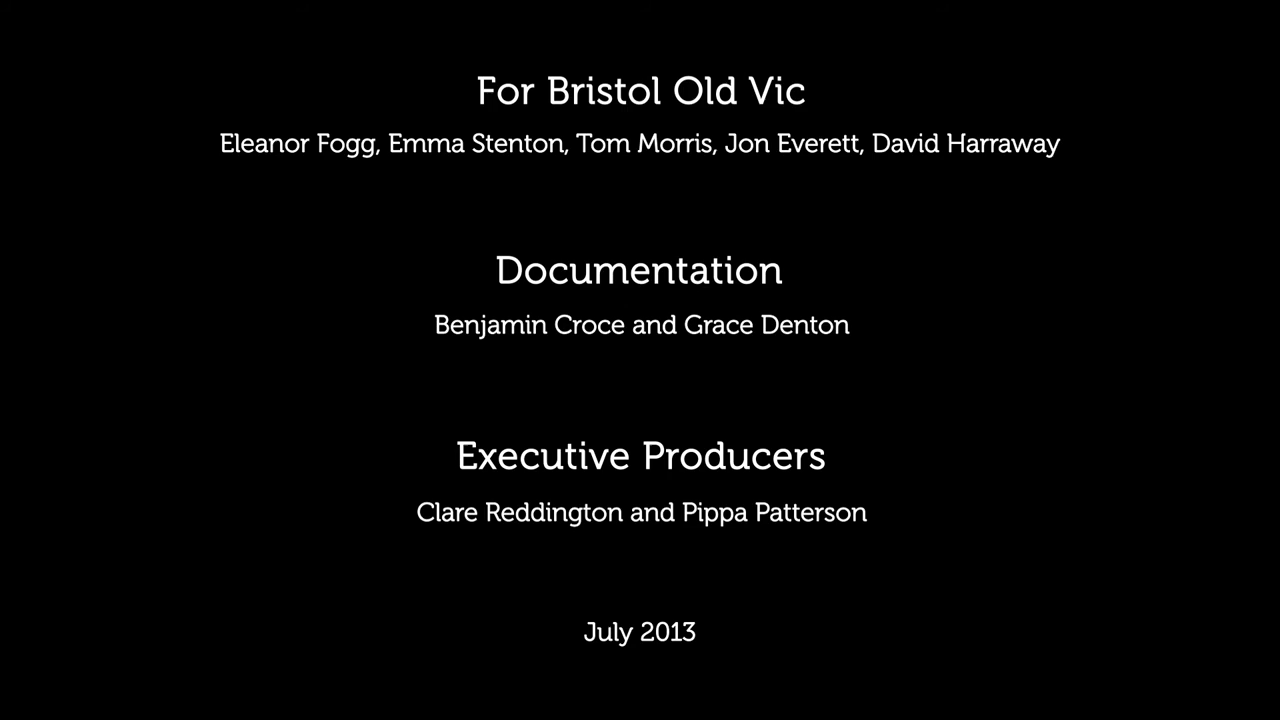 For Bristol Old Vic
Eleanor Fogg, Emma Stenton, Tom Morris, Jon Everett, David Harraway
Documentation
Benjamin Croce and Grace Denton
Executive Producers
Clare Reddington and Pippa Patterson
July 2013